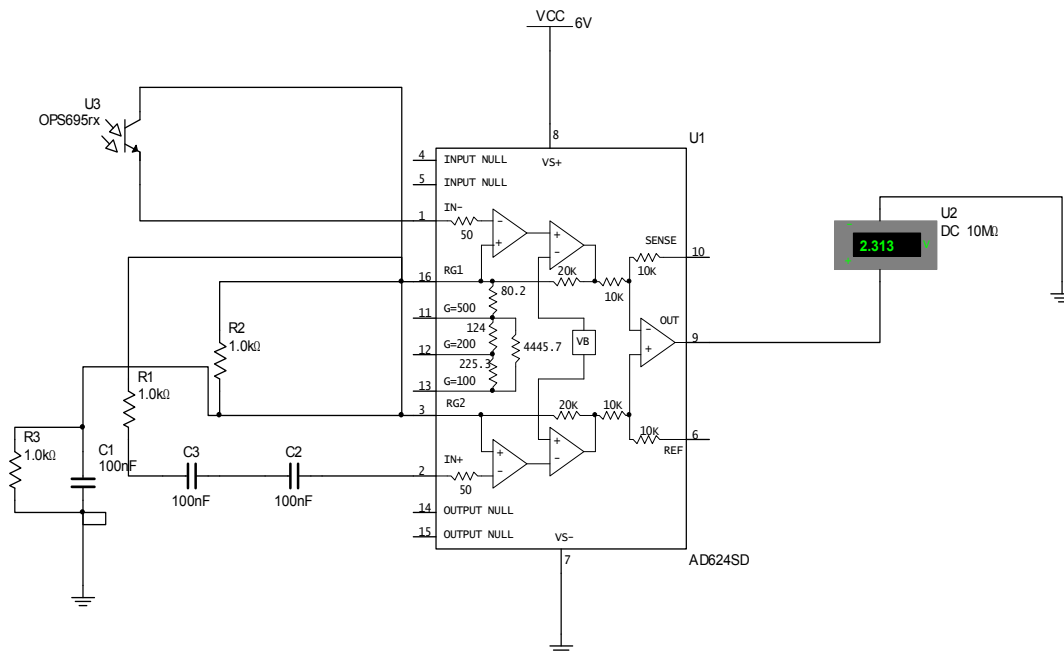 VCC
6V
U3
OPS695rx
8
U1
VS+
4
INPUT NULL
5
INPUT NULL
IN-
1
50
-
+
+
-
16
RG1
80.2
20K
10K
SENSE
10K
10
11
G=500
124
12
G=200
225.3
4445.7
VB
OUT
-
+
9
13
G=100
3
RG2
20K
10K
10K
6
REF
2
IN+
50
+
-
+
-
14
OUTPUT NULL
15
OUTPUT NULL
VS-
7
AD624SD
U2
DC 10MΩ
-
2.313
V
+
R2
1.0kΩ
R1
1.0kΩ
R3
1.0kΩ
C1
100nF
C3
100nF
C2
100nF